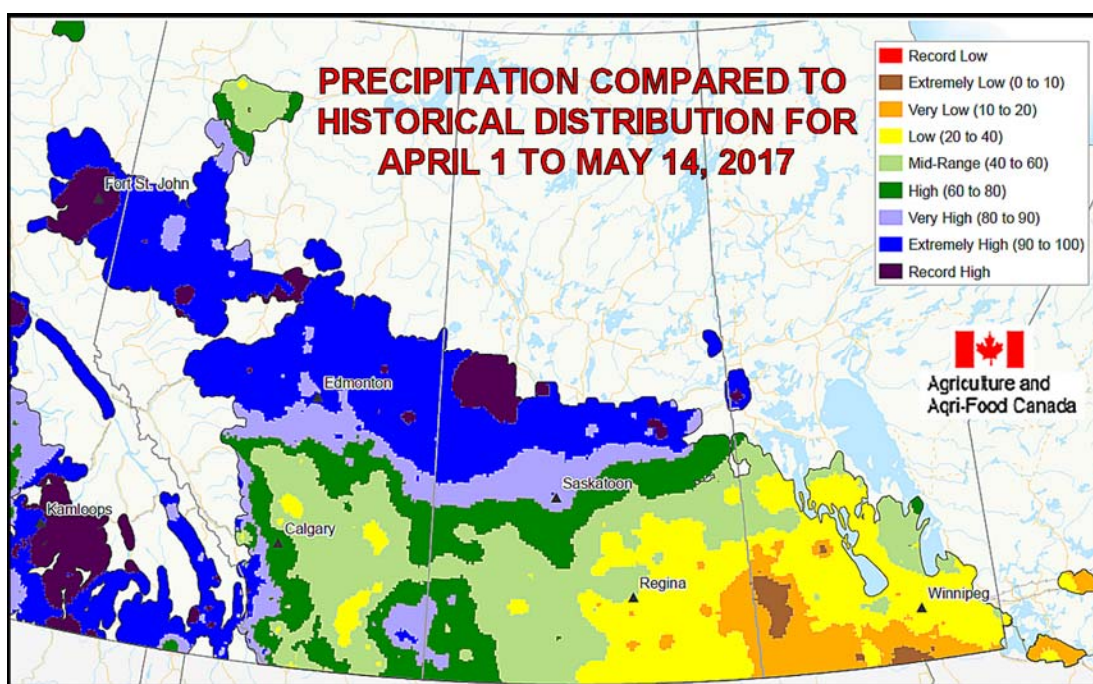 PRECIPITATION COMPARED TO
HISTORICAL DISTRIBUTION FOR
APRIL 1 TO MAY 14, 2017
Record Low
Extremely Low (0 to 10)
Very Low (10 to 20)
Low (20 to 40)
Mid-Range (40 to 60)
High (60 to 80)
Very High (80 to 90)
Extremely High (90 to 100)
Record High
Fort St. John
Agriculture and
Agri-Food Canada
Edmonton
Saskatoon
Kamloops
Calgary
Regina
Winnipeg